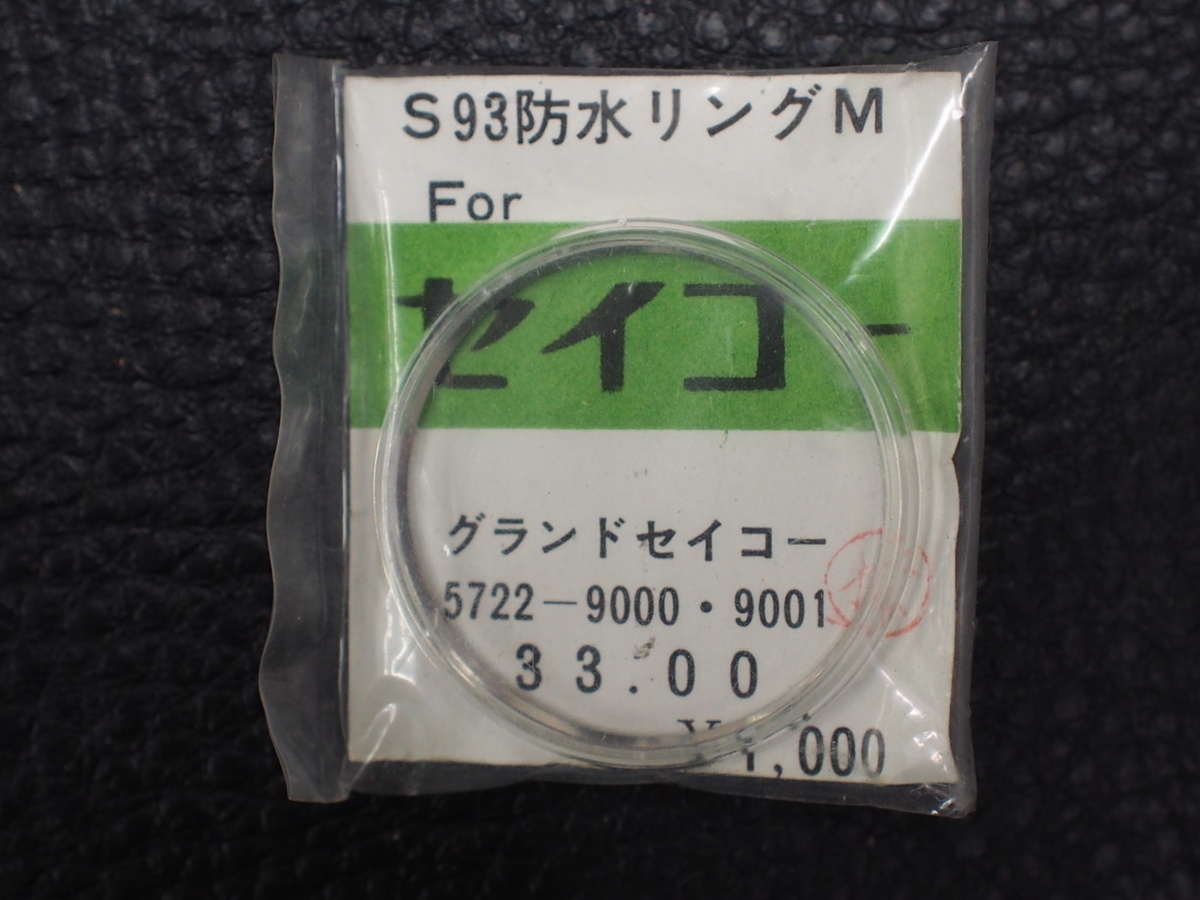 S93防水リングM
For
セイコー
グランドセイコー
5722-9000・9001
33.00
¥1,000